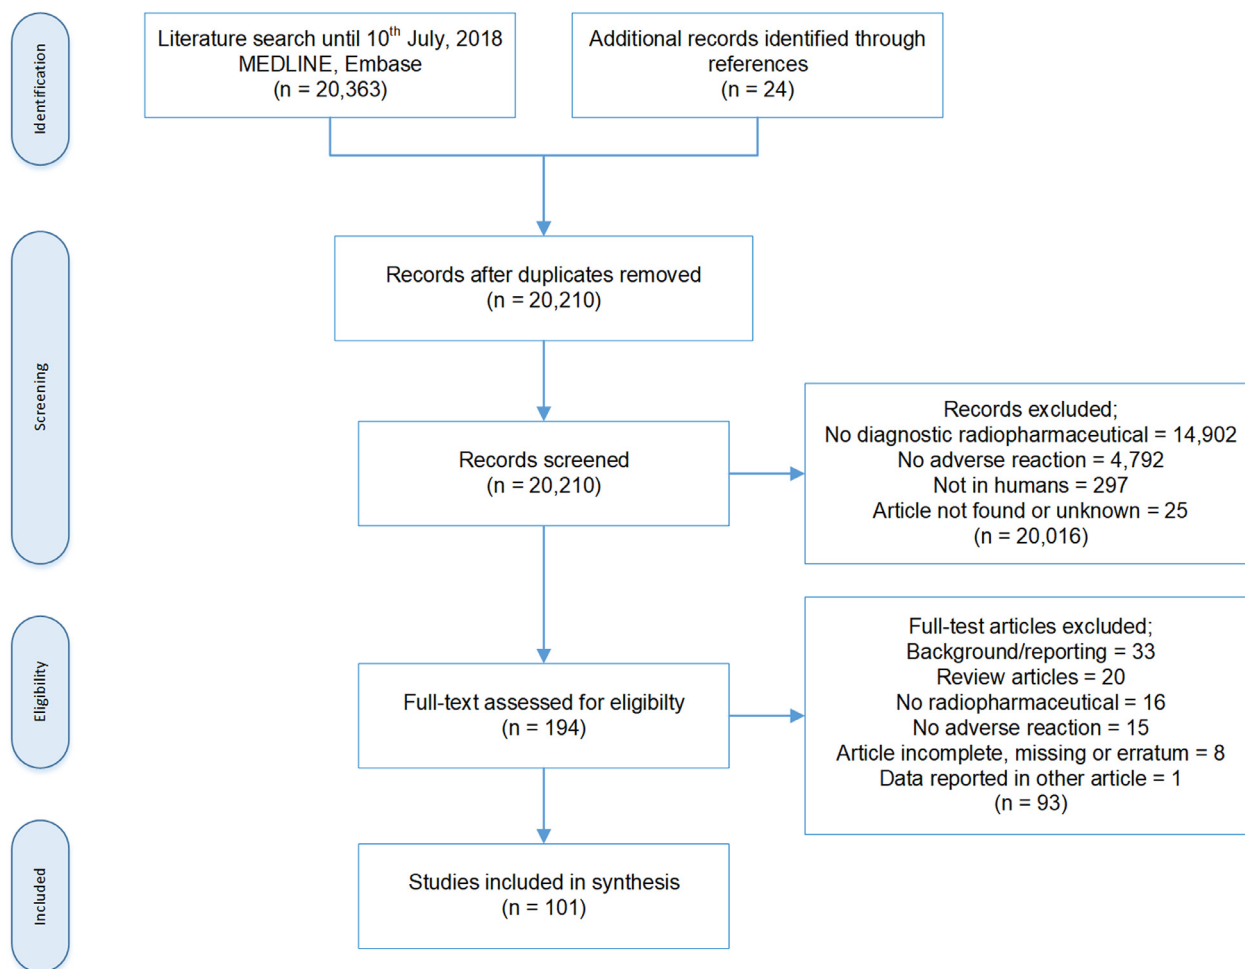 Identification
Literature search until 10th July, 2018
MEDLINE, Embase
(n = 20,363)
Additional records identified through
references
(n = 24)
Screening
Records after duplicates removed
(n = 20,210)
Records screened
(n = 20,210)
Records excluded;
No diagnostic radiopharmaceutical = 14,902
No adverse reaction = 4,792
Not in humans = 297
Article not found or unknown = 25
(n = 20,016)
Eligibility
Full-text assessed for eligibilty
(n = 194)
Full-test articles excluded;
Background/reporting = 33
Review articles = 20
No radiopharmaceutical = 16
No adverse reaction = 15
Article incomplete, missing or erratum = 8
Data reported in other article = 1
(n = 93)
Included
Studies included in synthesis
(n = 101)